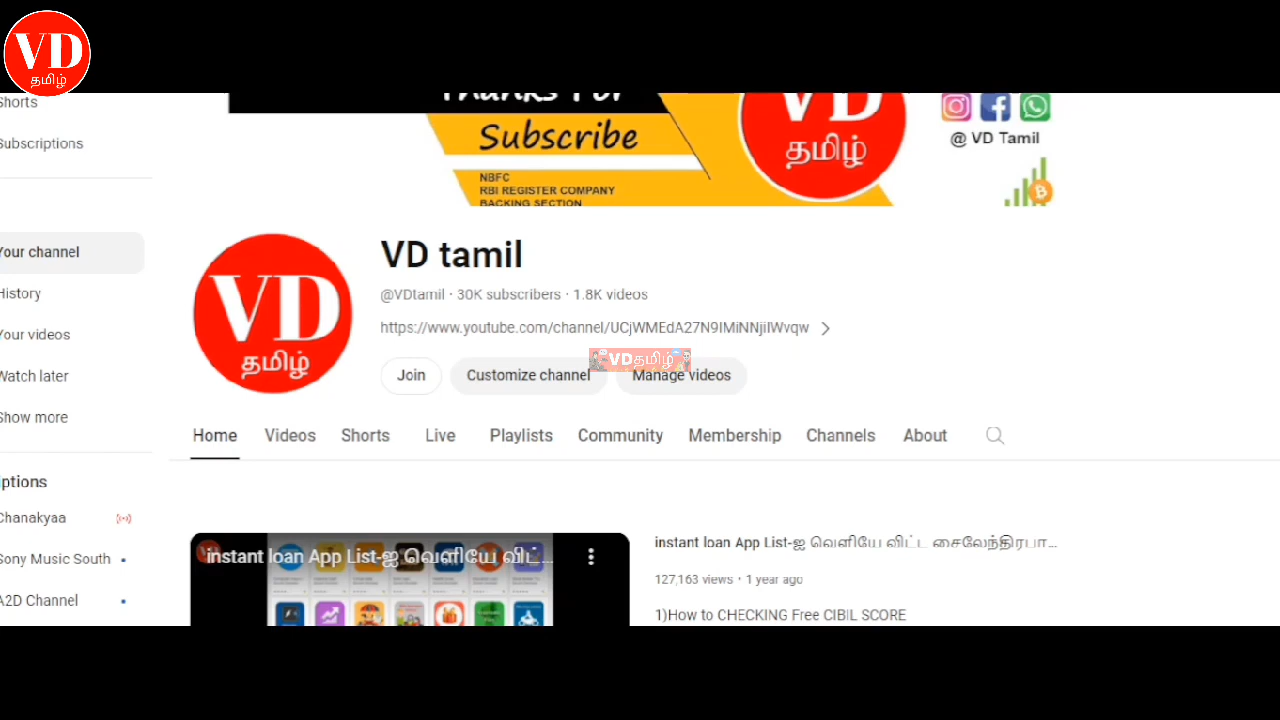 VD
தமிழ்
Shorts
Subscriptions
Thanks For
Subscribe
NBFC
RBI REGISTER COMPANY
BACKING SECTION
VD
தமிழ்
@ VD Tamil
Your channel
History
Your videos
Watch later
Show more
VD
தமிழ்
VD tamil
@VDtamil · 30K subscribers · 1.8K videos
https://www.youtube.com/channel/UCjWMEdA27N9IMiNNjiIWvqw
VDதமிழ்
Join
Customize channel
Manage videos
Home
Videos
Shorts
Live
Playlists
Community
Membership
Channels
About
iptions
Chanakyaa
Sony Music South
A2D Channel
instant loan App List-ஐ வெளியே விட்...
instant loan App List-ஐ வெளியே விட்ட சைலேந்திரபா...
127,163 views · 1 year ago
1)How to CHECKING Free CIBIL SCORE